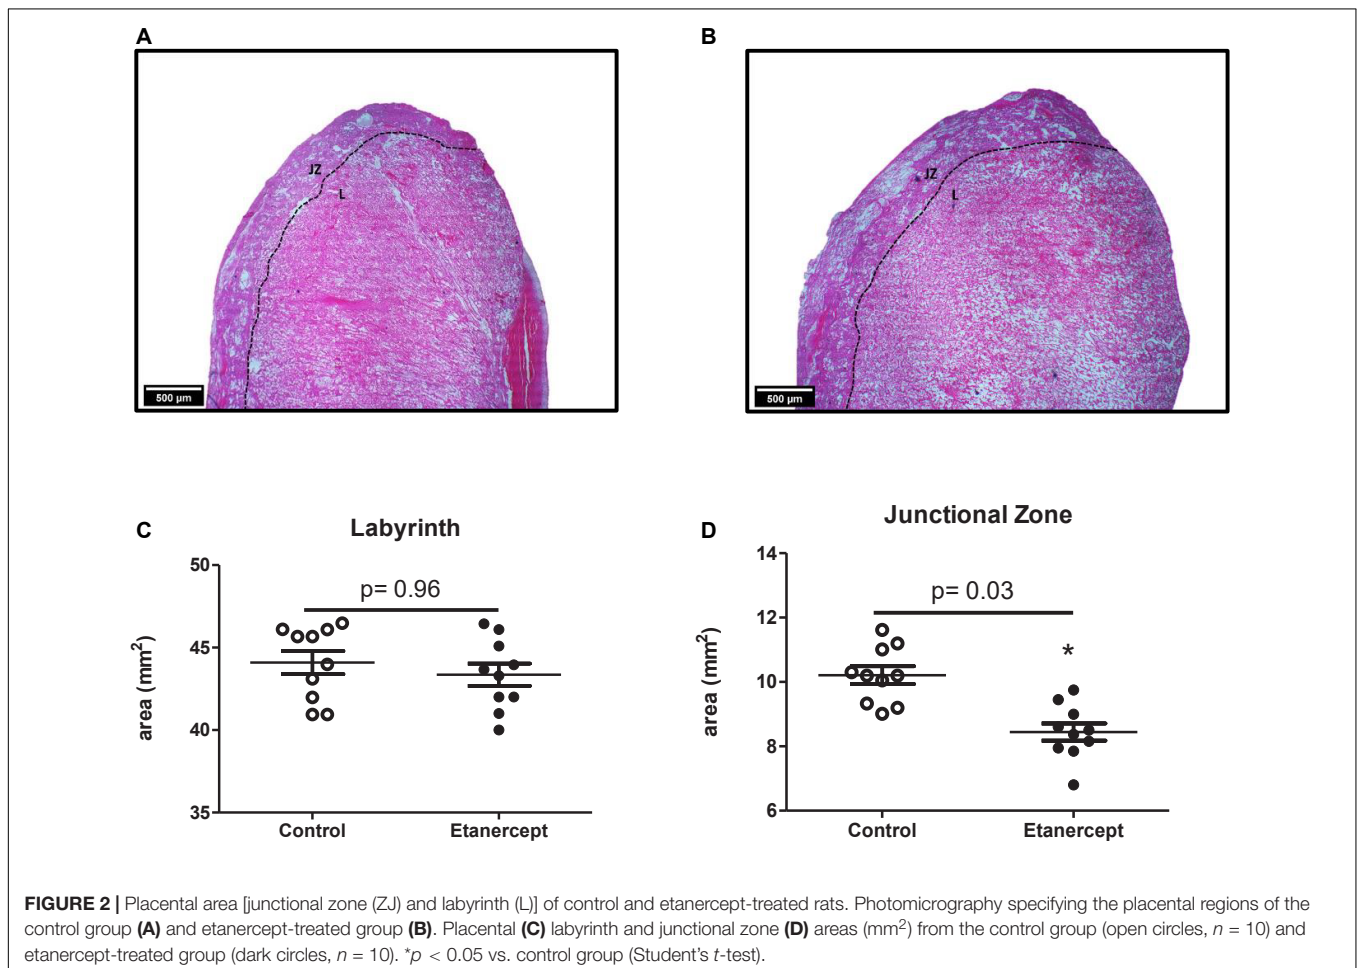 A
B
JZ
L
500 µm
JZ
L
500 µm
C
Labyrinth
50
45
40
35
area (mm²)
p= 0.96
Control
Etanercept
D
Junctional Zone
14
12
10
8
6
area (mm²)
p= 0.03
*
Control
Etanercept
FIGURE 2 | Placental area [junctional zone (ZJ) and labyrinth (L)] of control and etanercept-treated rats. Photomicrography specifying the placental regions of the
control group (A) and etanercept-treated group (B). Placental (C) labyrinth and junctional zone (D) areas (mm²) from the control group (open circles, n = 10) and
etanercept-treated group (dark circles, n = 10). *p < 0.05 vs. control group (Student's t-test).